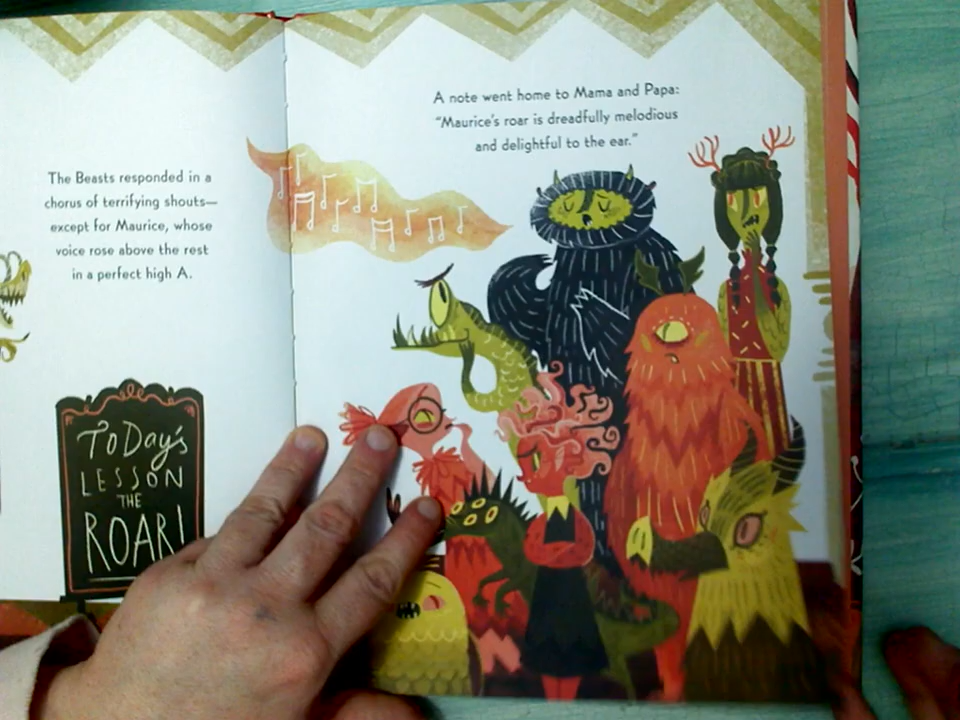 The Beasts responded in a
chorus of terrifying shouts—
except for Maurice, whose
voice rose above the rest
in a perfect high A.
ToDay's
LESSON
THE
ROAR!
A note went home to Mama and Papa:
“Maurice's roar is dreadfully melodious
and delightful to the ear.”